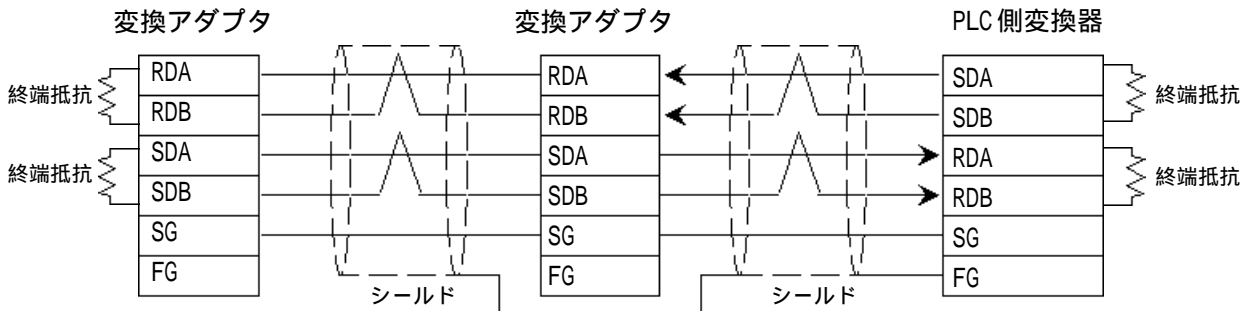 変換アダプタ
変換アダプタ
PLC側変換器
終端抵抗
終端抵抗
RDA
RDB
SDA
SDB
SG
FG
シールド
RDA
RDB
SDA
SDB
SG
FG
シールド
SDA
SDB
RDA
RDB
SG
FG
終端抵抗
終端抵抗